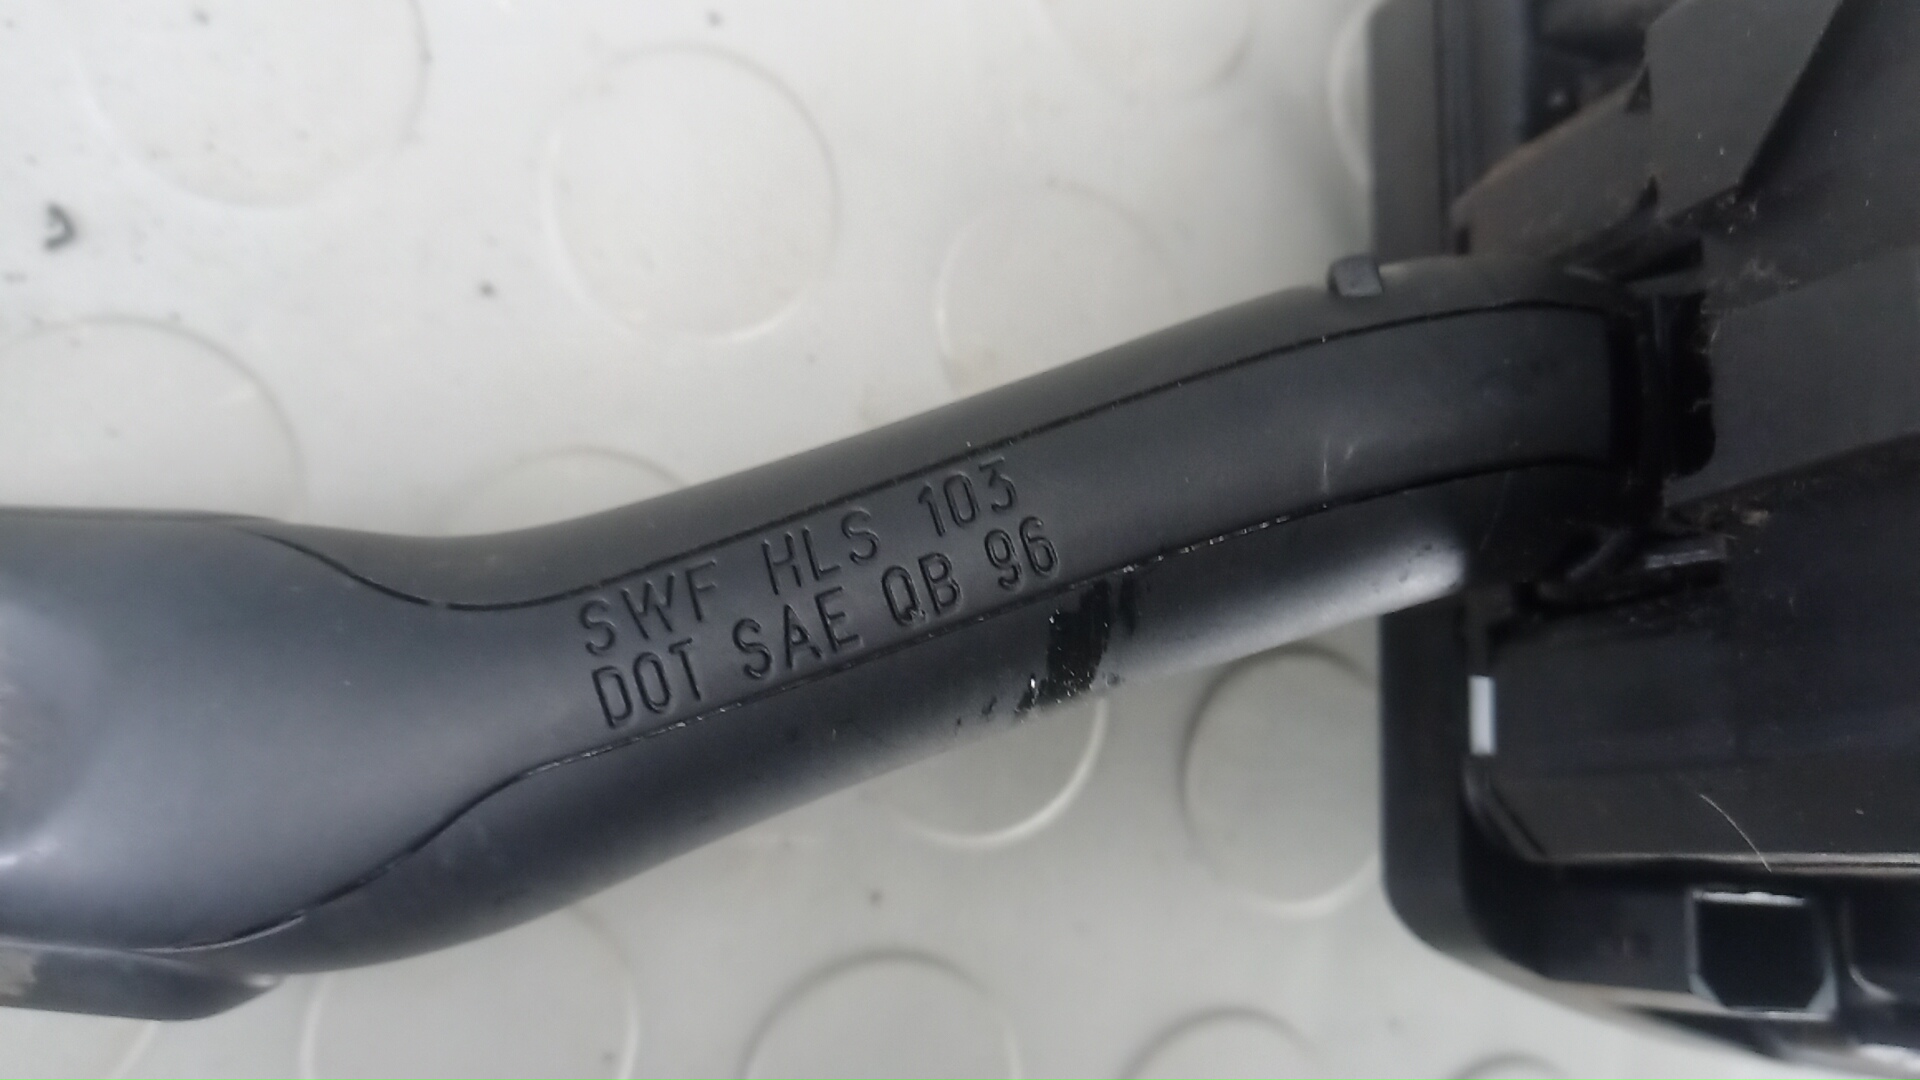 SWF HLS 103
DOT SAE QB 96